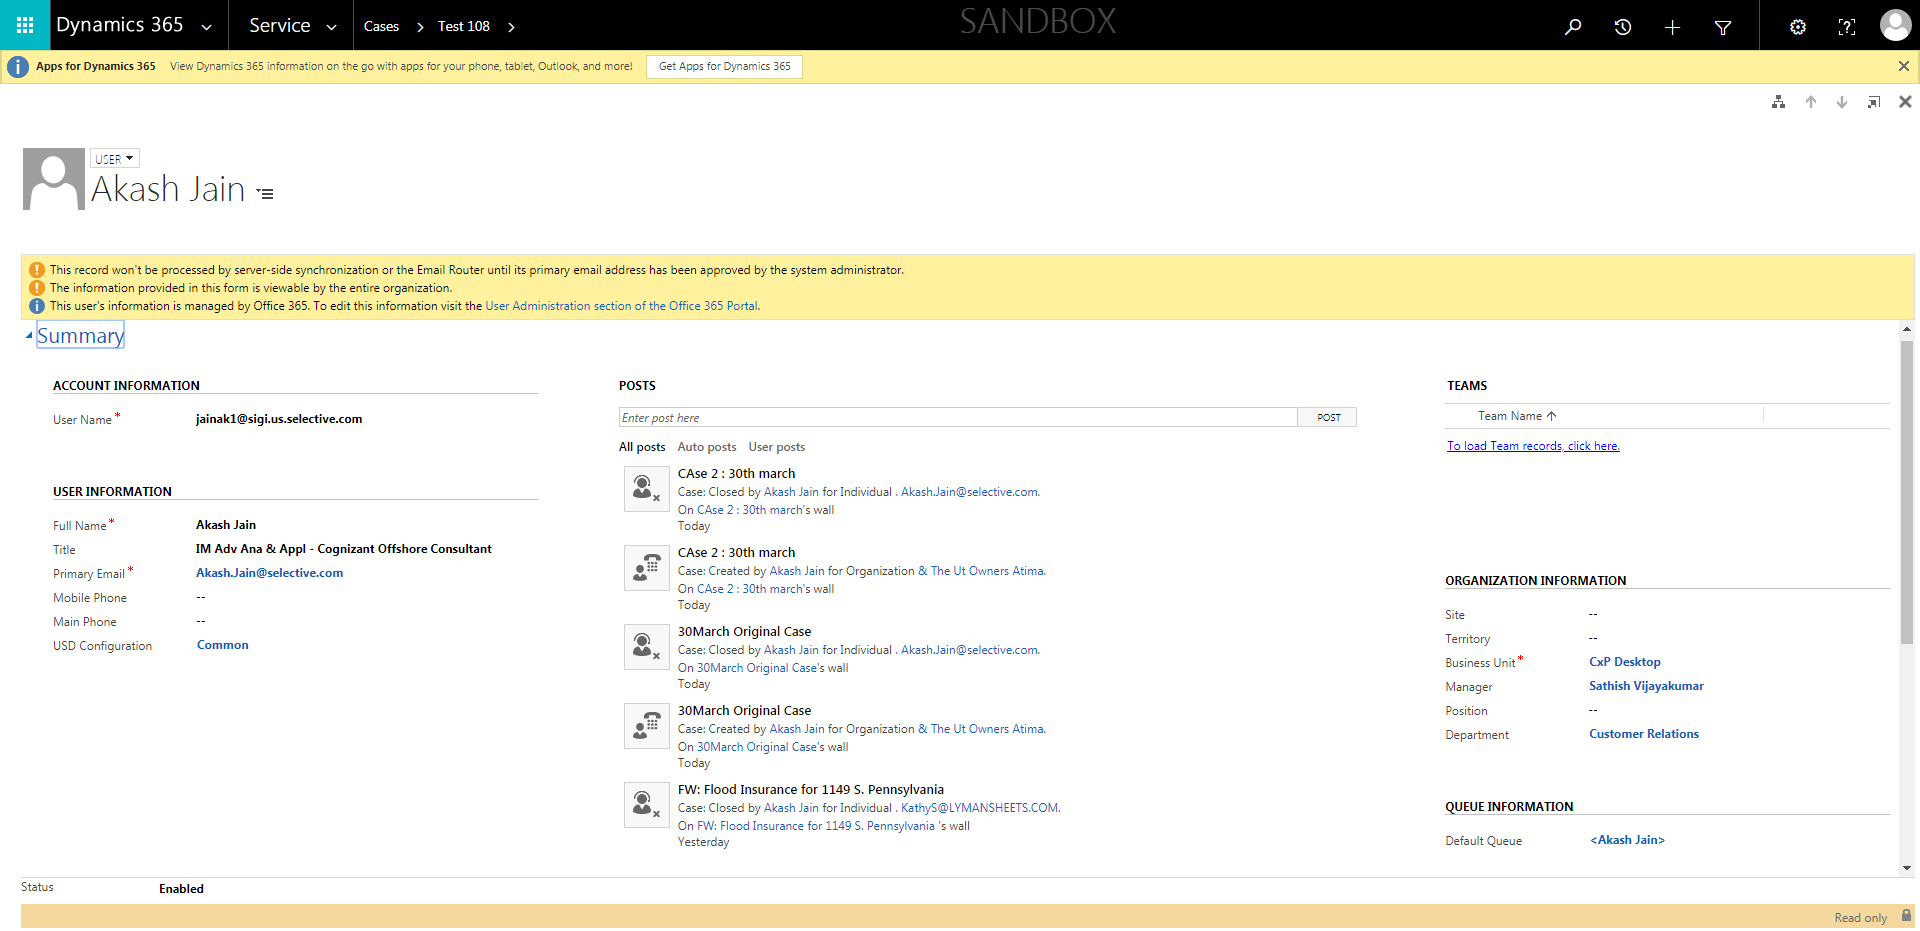 Dynamics 365 Service Cases Test 108 SANDBOX
Apps for Dynamics 365 View Dynamics 365 information on the go with apps for your phone, tablet, Outlook, and more! Get Apps for Dynamics 365
USER
Akash Jain
This record won't be processed by server-side synchronization or the Email Router until its primary email address has been approved by the system administrator.
The information provided in this form is viewable by the entire organization.
This user's information is managed by Office 365. To edit this information visit the User Administration section of the Office 365 Portal.
Summary
ACCOUNT INFORMATION
User Name * jainak1@sigi.us.selective.com
USER INFORMATION
Full Name * Akash Jain
Title IM Adv Ana & Appl - Cognizant Offshore Consultant
Primary Email * Akash.Jain@selective.com
Mobile Phone --
Main Phone --
USD Configuration Common
POSTS
Enter post here POST
All posts Auto posts User posts
CAse 2 : 30th march
Case: Closed by Akash Jain for Individual . Akash.Jain@selective.com.
On CAse 2 : 30th march's wall
Today
CAse 2 : 30th march
Case: Created by Akash Jain for Organization & The Ut Owners Atima.
On CAse 2 : 30th march's wall
Today
30March Original Case
Case: Closed by Akash Jain for Individual . Akash.Jain@selective.com.
On 30March Original Case's wall
Today
30March Original Case
Case: Created by Akash Jain for Organization & The Ut Owners Atima.
On 30March Original Case's wall
Today
FW: Flood Insurance for 1149 S. Pennsylvania
Case: Closed by Akash Jain for Individual . KathyS@LYMANSHEETS.COM.
On FW: Flood Insurance for 1149 S. Pennsylvania 's wall
Yesterday
TEAMS
Team Name
To load Team records, click here.
ORGANIZATION INFORMATION
Site --
Territory --
Business Unit * CxP Desktop
Manager Sathish Vijayakumar
Position --
Department Customer Relations
QUEUE INFORMATION
Default Queue <Akash Jain>
Status Enabled
Read only